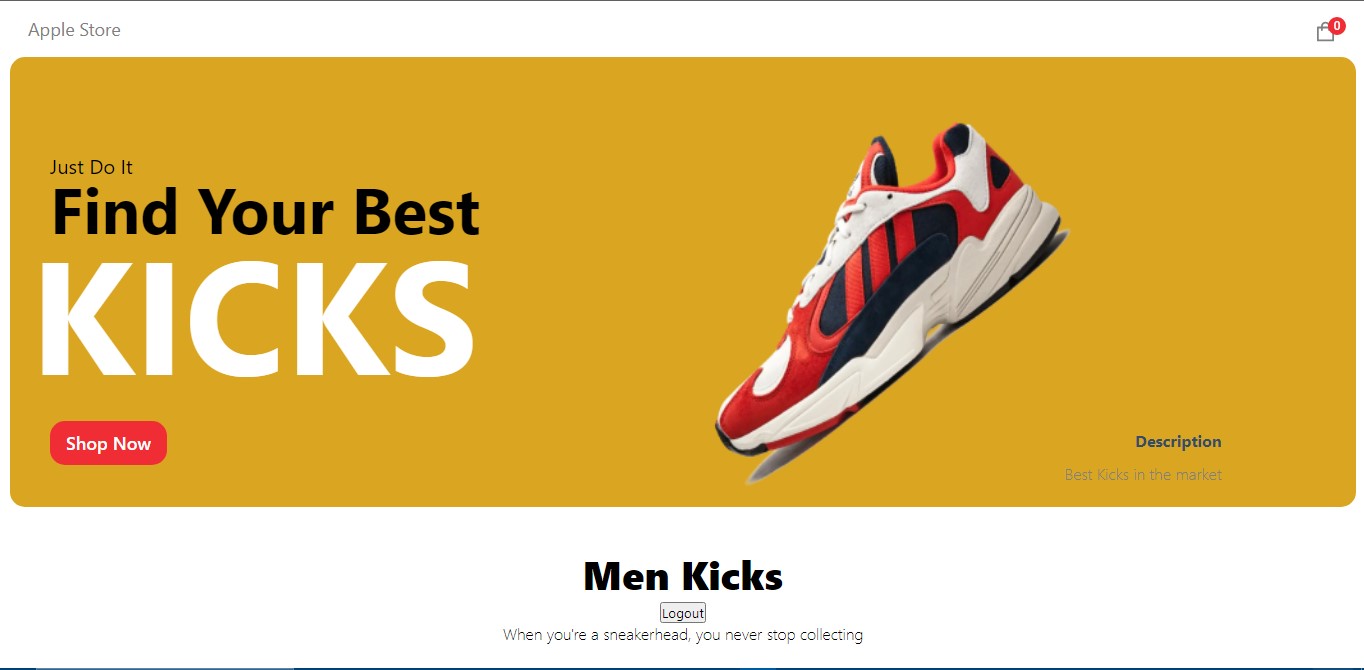 Apple Store
0
Just Do It
Find Your Best
KICKS
Shop Now
Description
Best Kicks in the market
Men Kicks
Logout
When you're a sneakerhead, you never stop collecting